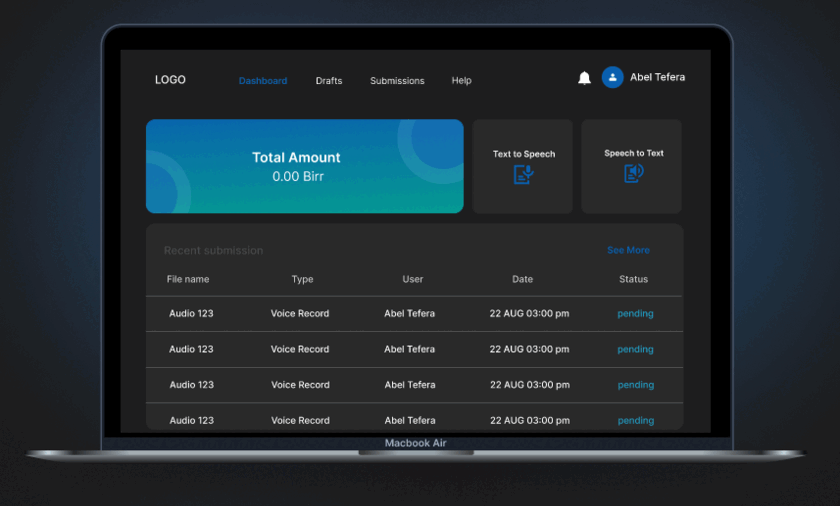 LOGO Dashboard Drafts Submissions Help Abel Tefera
Total Amount
0.00 Birr
Text to Speech
Speech to Text
Recent submission See More
File name Type User Date Status
Audio 123 Voice Record Abel Tefera 22 AUG 03:00 pm pending
Audio 123 Voice Record Abel Tefera 22 AUG 03:00 pm pending
Audio 123 Voice Record Abel Tefera 22 AUG 03:00 pm pending
Audio 123 Voice Record Abel Tefera 22 AUG 03:00 pm pending
Macbook Air